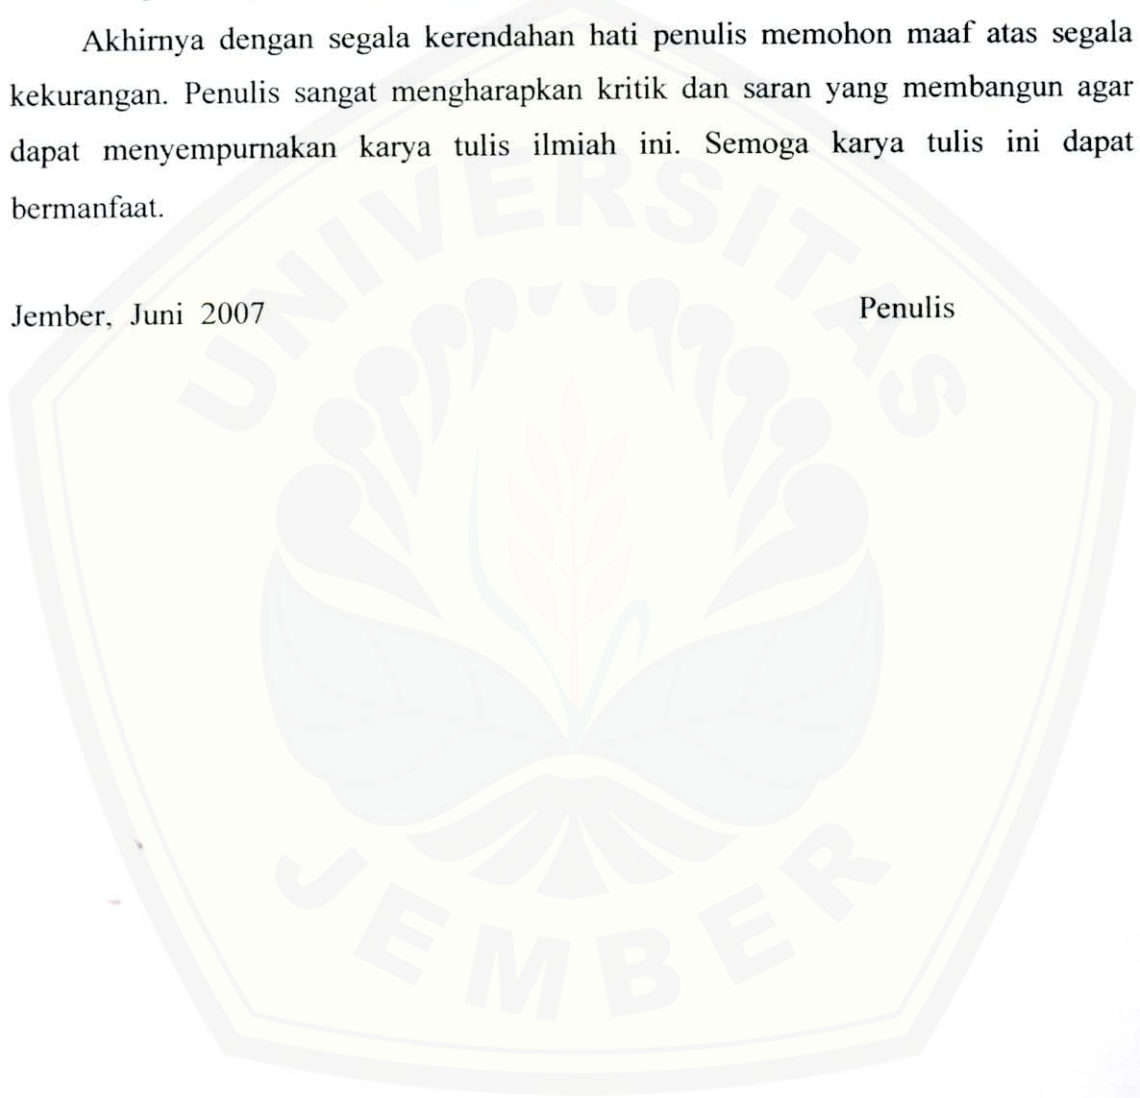 Akhirnya dengan segala kerendahan hati penulis memohon maaf atas segala
kekurangan. Penulis sangat mengharapkan kritik dan saran yang membangun agar
dapat menyempurnakan karya tulis ilmiah ini. Semoga karya tulis ini dapat
bermanfaat.
Jember, Juni 2007 Penulis
UNIVERSITAS
JEMBER